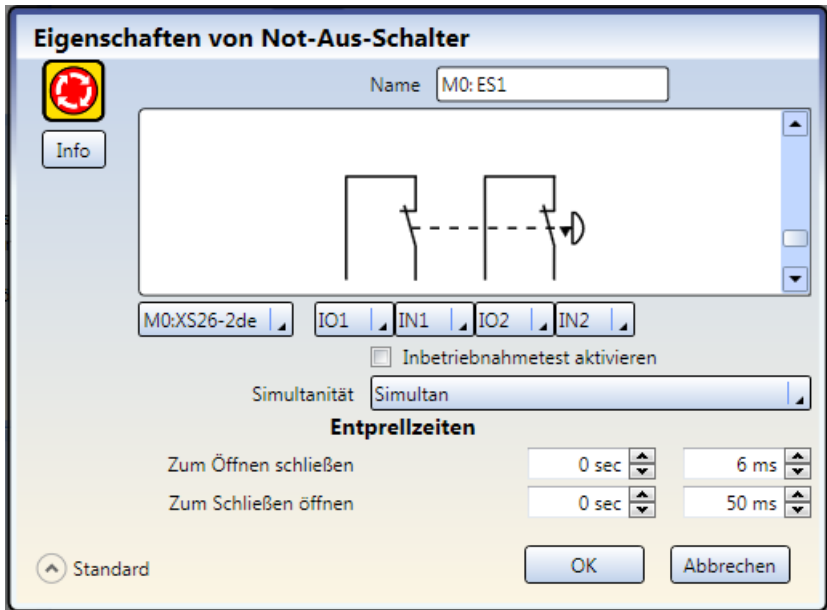 Eigenschaften von Not-Aus-Schalter
Name M0: ES1
Info
M0:XS26-2de IO1 IN1 IO2 IN2
Inbetriebnahmetest aktivieren
Simultanität Simultan
Entprellzeiten
Zum Öffnen schließen 0 sec 6 ms
Zum Schließen öffnen 0 sec 50 ms
Standard OK Abbrechen